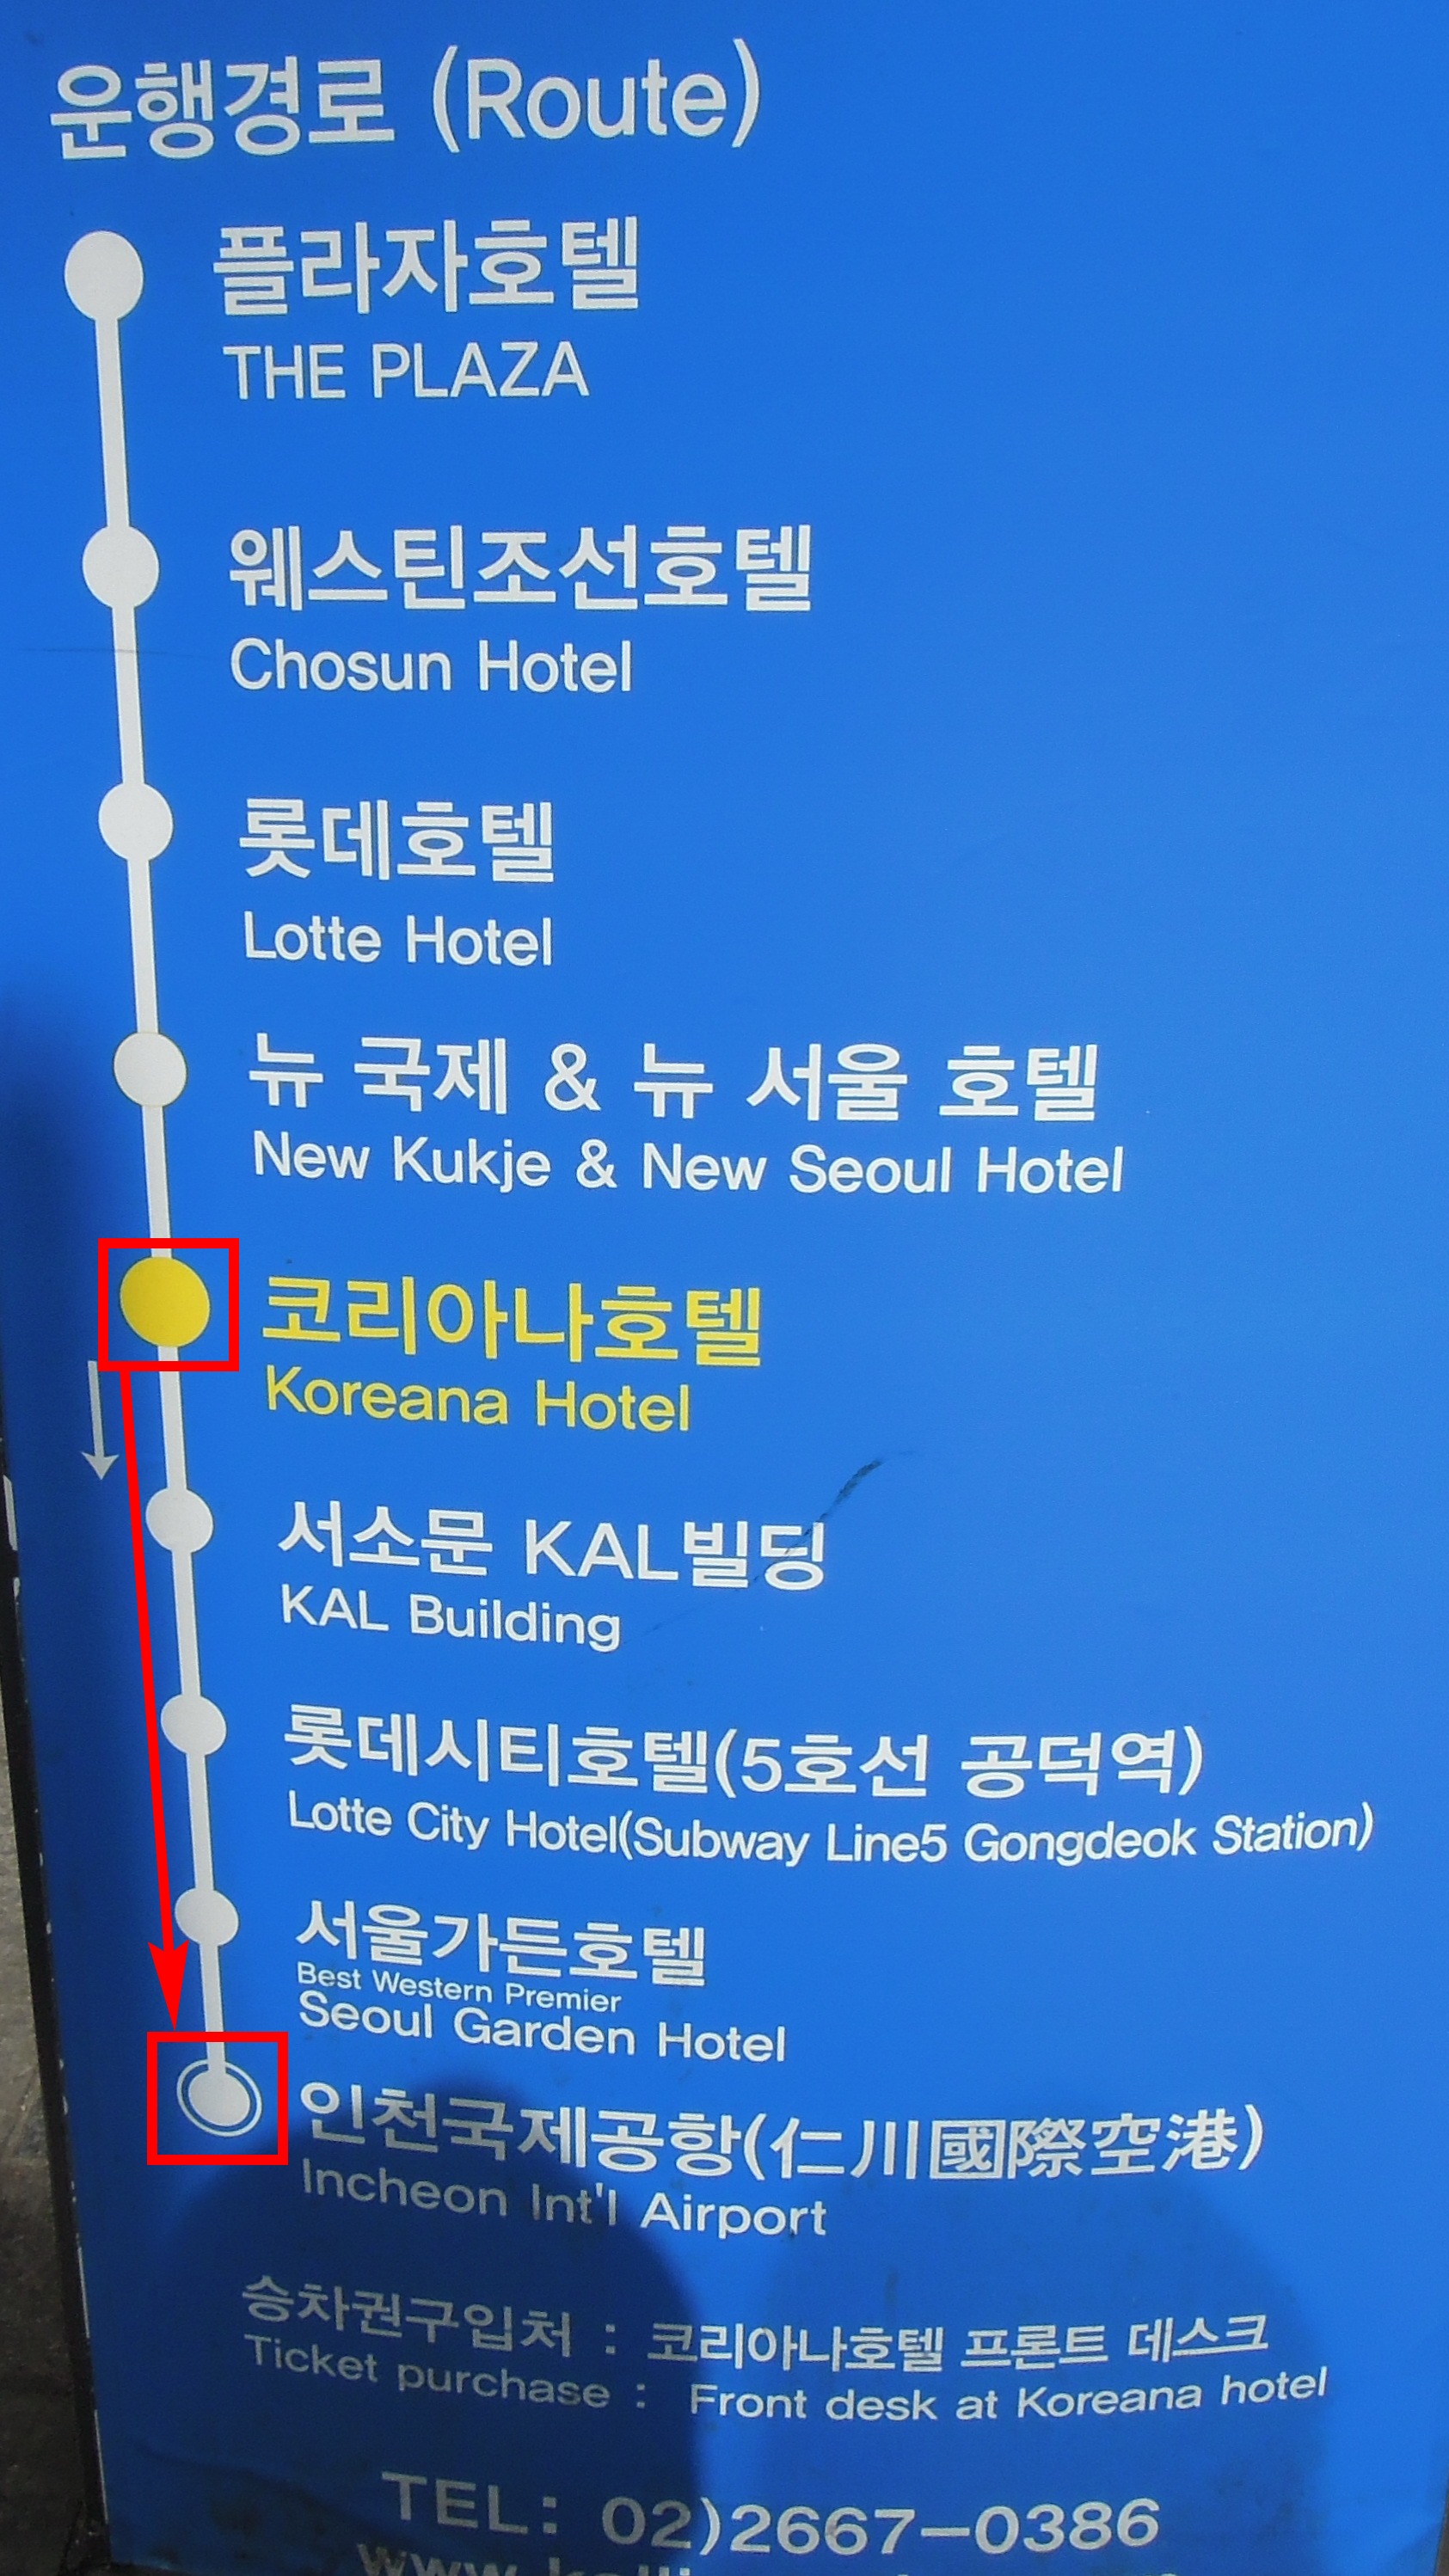 운행경로 (Route)
플라자호텔
THE PLAZA
웨스틴조선호텔
Chosun Hotel
롯데호텔
Lotte Hotel
뉴 국제 & 뉴 서울 호텔
New Kukje & New Seoul Hotel
코리아나호텔
Koreana Hotel
서소문 KAL빌딩
KAL Building
롯데시티호텔(5호선 공덕역)
Lotte City Hotel(Subway Line5 Gongdeok Station)
서울가든호텔
Best Western Premier
Seoul Garden Hotel
인천국제공항(仁川國際空港)
Incheon Int'l Airport
승차권구입처 : 코리아나호텔 프론트 데스크
Ticket purchase : Front desk at Koreana hotel
TEL: 02)2667-0386